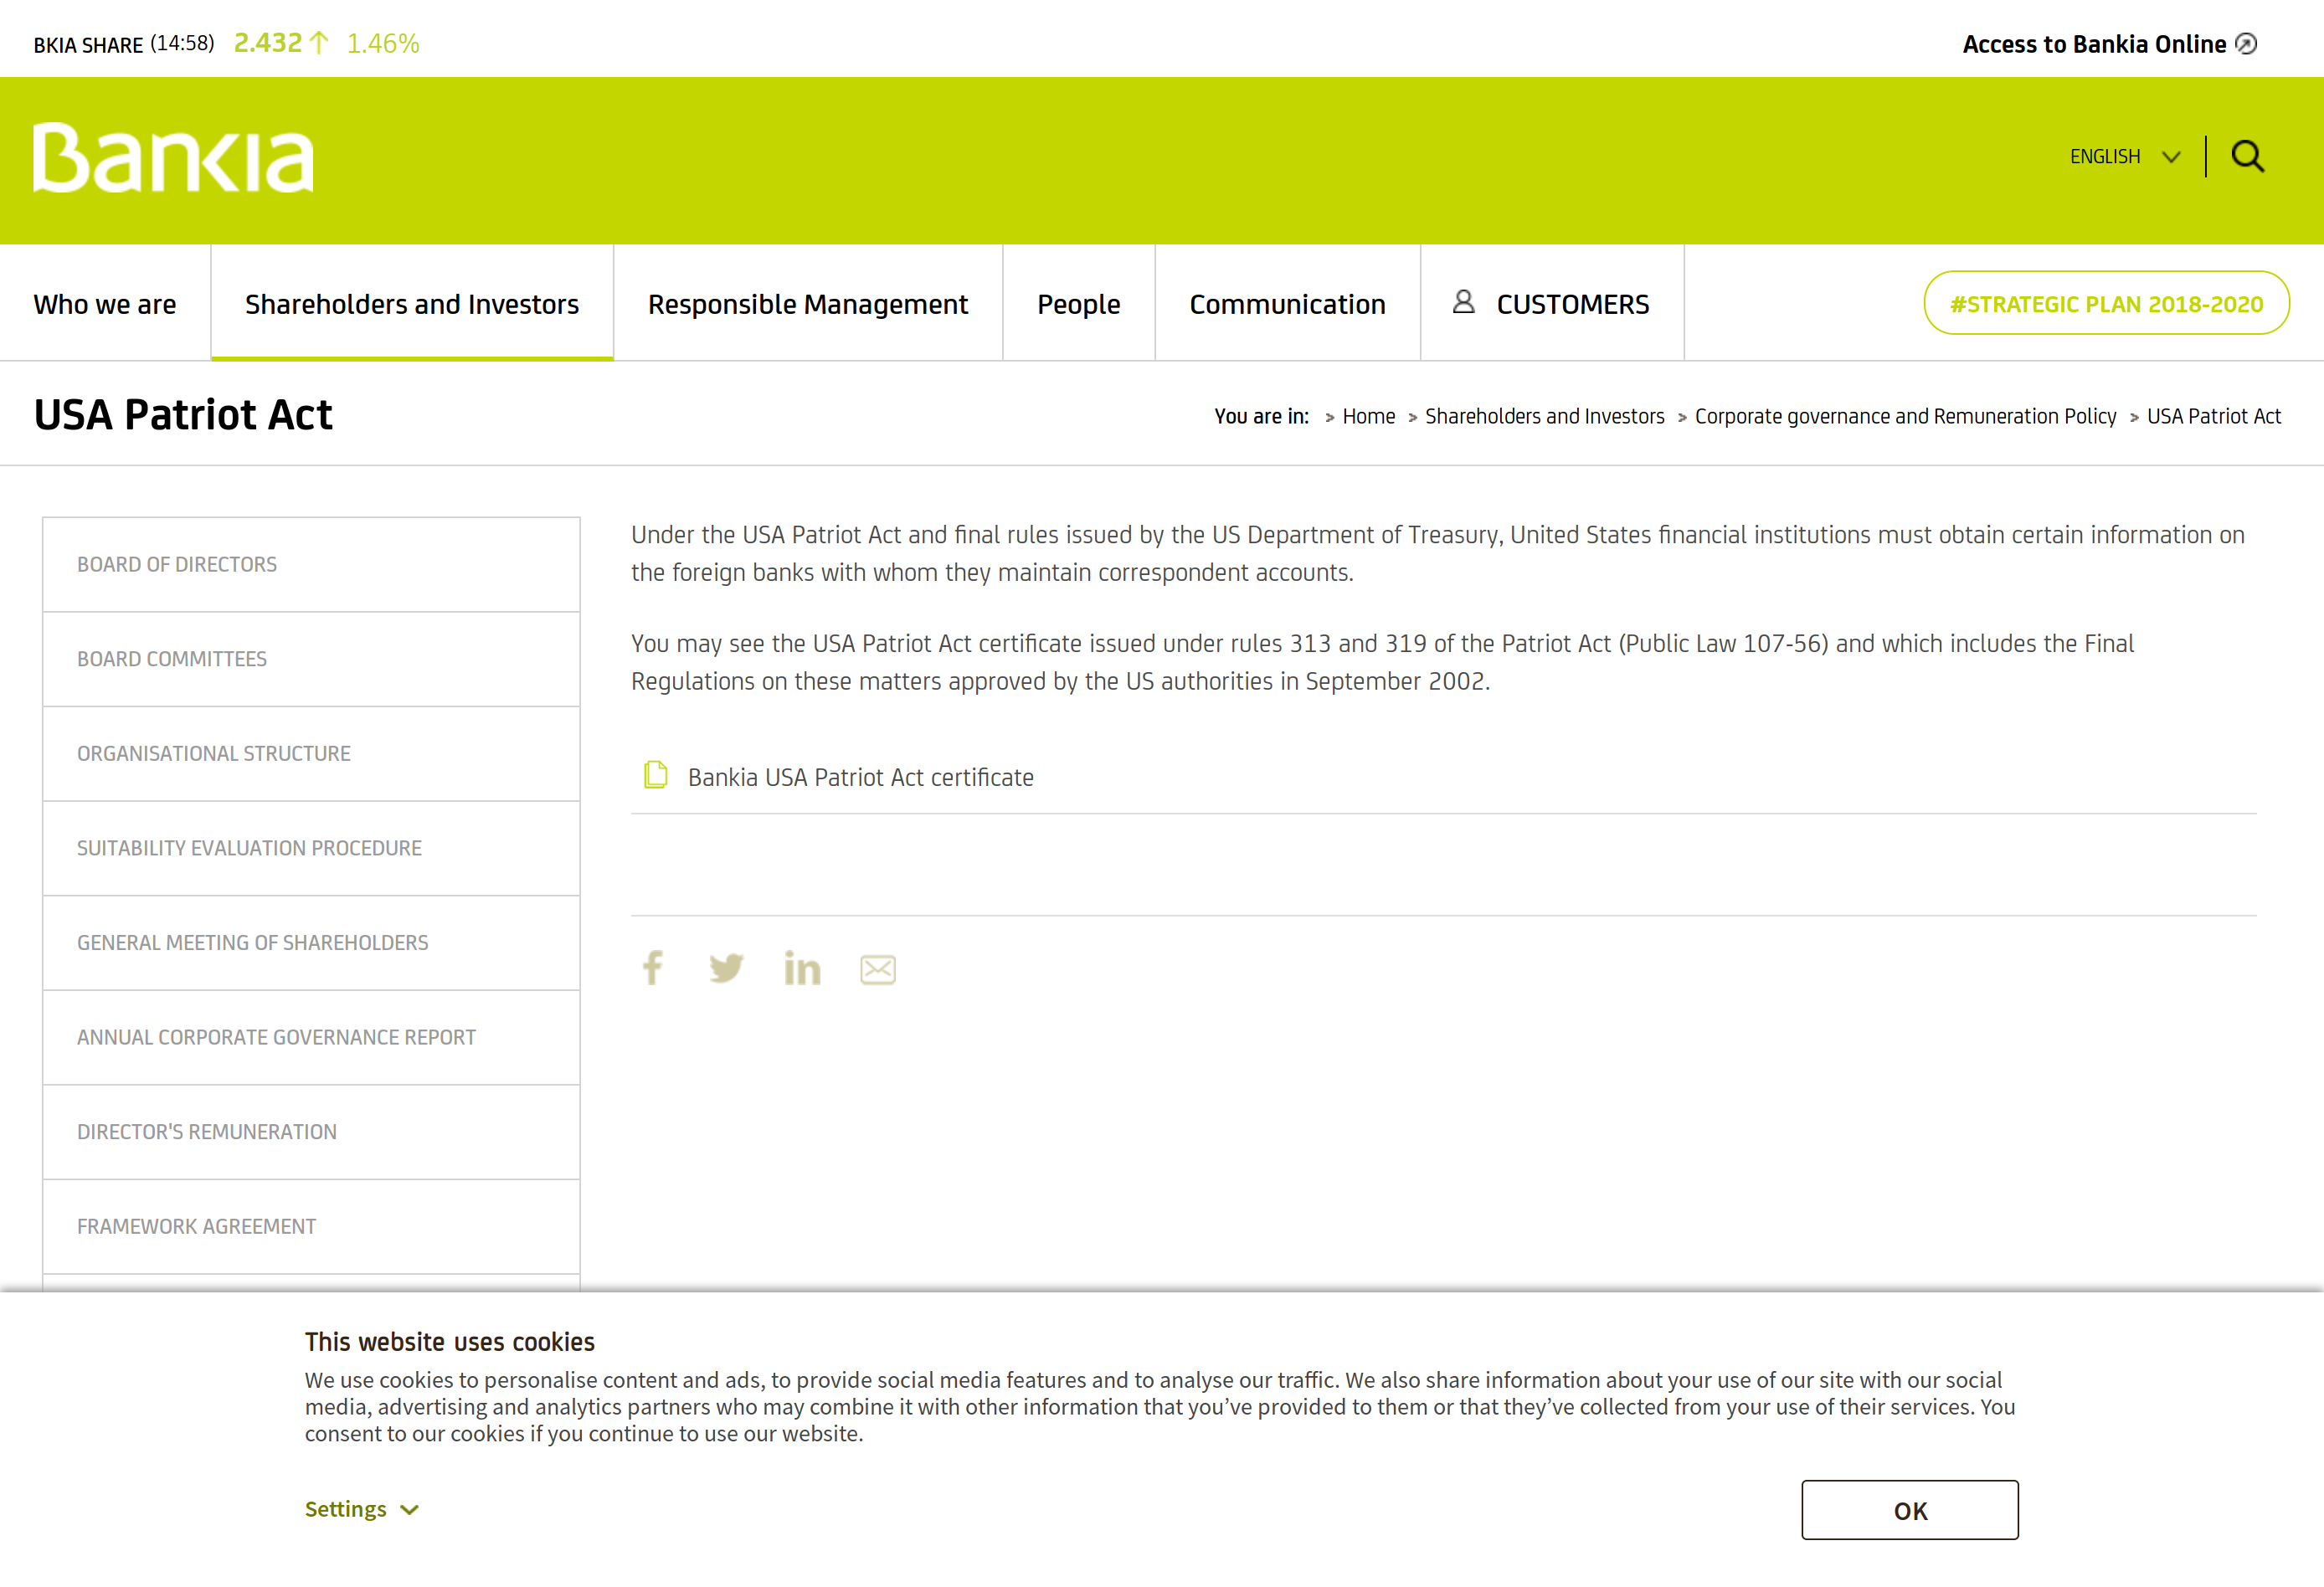 BKIA SHARE (14:58) 2.432 1.46%
Access to Bankia Online
Bankia
ENGLISH
Who we are
Shareholders and Investors
Responsible Management
People
Communication
CUSTOMERS
#STRATEGIC PLAN 2018-2020
USA Patriot Act
You are in: > Home > Shareholders and Investors > Corporate governance and Remuneration Policy > USA Patriot Act
BOARD OF DIRECTORS
BOARD COMMITTEES
ORGANISATIONAL STRUCTURE
SUITABILITY EVALUATION PROCEDURE
GENERAL MEETING OF SHAREHOLDERS
ANNUAL CORPORATE GOVERNANCE REPORT
DIRECTOR'S REMUNERATION
FRAMEWORK AGREEMENT
Under the USA Patriot Act and final rules issued by the US Department of Treasury, United States financial institutions must obtain certain information on
the foreign banks with whom they maintain correspondent accounts.
You may see the USA Patriot Act certificate issued under rules 313 and 319 of the Patriot Act (Public Law 107-56) and which includes the Final
Regulations on these matters approved by the US authorities in September 2002.
Bankia USA Patriot Act certificate
This website uses cookies
We use cookies to personalise content and ads, to provide social media features and to analyse our traffic. We also share information about your use of our site with our social
media, advertising and analytics partners who may combine it with other information that you’ve provided to them or that they’ve collected from your use of their services. You
consent to our cookies if you continue to use our website.
Settings
OK